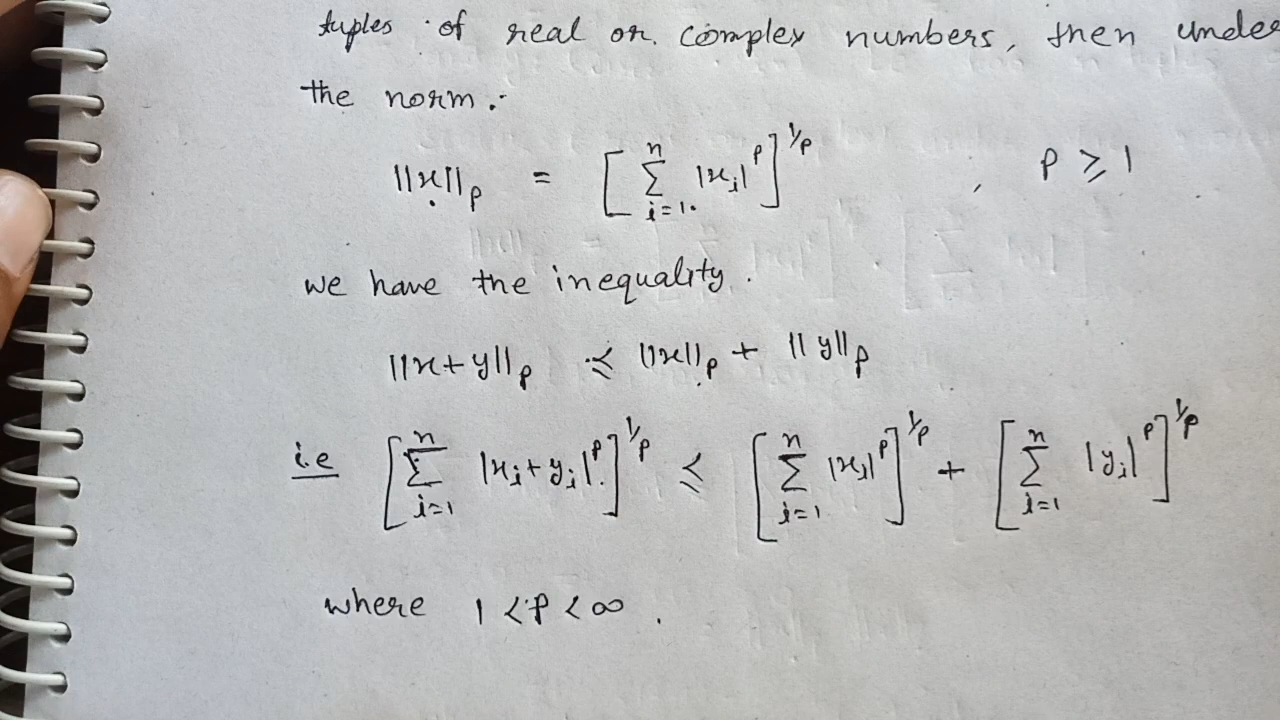 tuples of real or complex numbers, then under
the norm.
||x||_p = [ ∑_{i=1}^{n} |x_i|^p ]^{1/p} , p ⩾ 1
we have the inequality.
||x+y||_p ⩽ ||x||_p + ||y||_p
i.e [ ∑_{i=1}^{n} |x_i+y_i|^p ]^{1/p} ⩽ [ ∑_{i=1}^{n} |x_i|^p ]^{1/p} + [ ∑_{i=1}^{n} |y_i|^p ]^{1/p}
where 1 < p < ∞ .